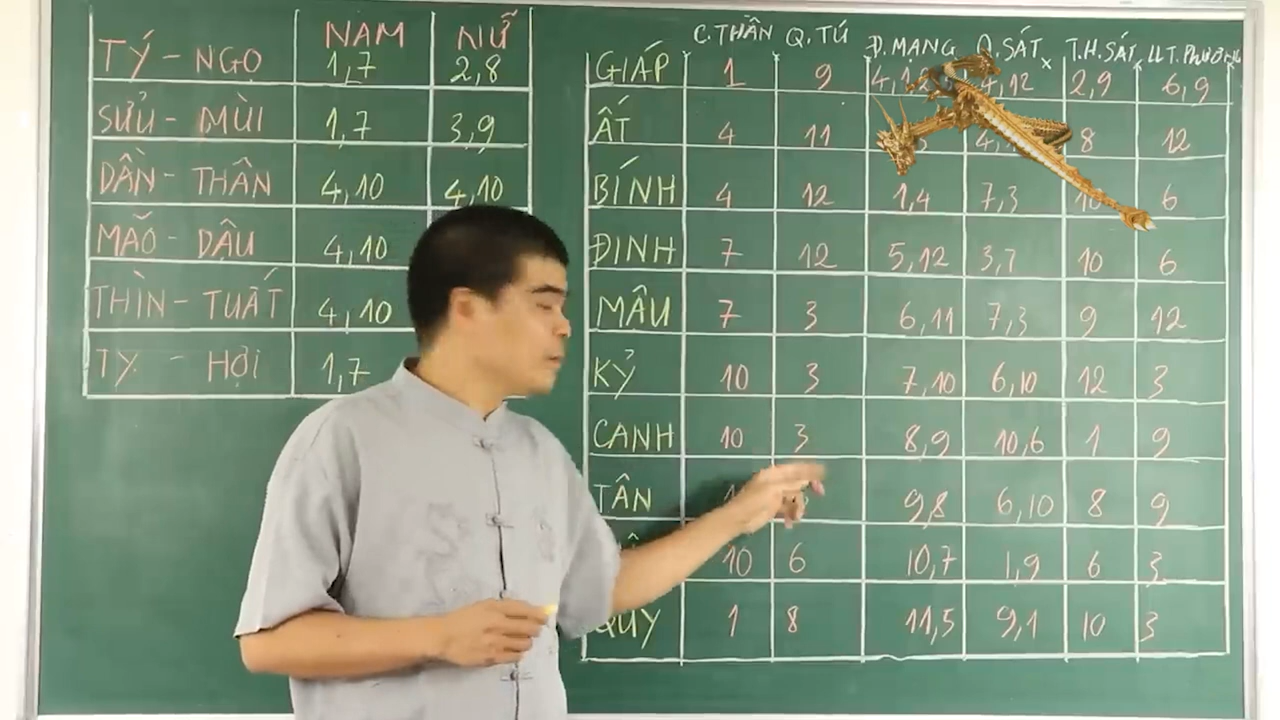 NAM NỮ
TÝ - NGỌ 1,7 2,8
SỬU - MÙI 1,7 3,9
DẦN - THÂN 4,10 4,10
MÃO - DẬU 4,10
THÌN - TUẤT 4,10
TỴ - HỢI 1,7
C.THẦN Q.TÚ Đ.MẠNG Q.SÁT T.H.SÁT LLT.PHƯƠNG
GIÁP 1 9 4,12 2,9 6,9
ẤT 4 11 8 12
BÍNH 4 12 1,4 7,3 10 6
ĐINH 7 12 5,12 3,7 10 6
MẬU 7 3 6,11 7,3 9 12
KỶ 10 3 7,10 6,10 12 3
CANH 10 3 8,9 10,6 1 9
TÂN 9,8 6,10 8 9
10 6 10,7 1,9 6 3
QUÝ 1 8 11,5 9,1 10 3